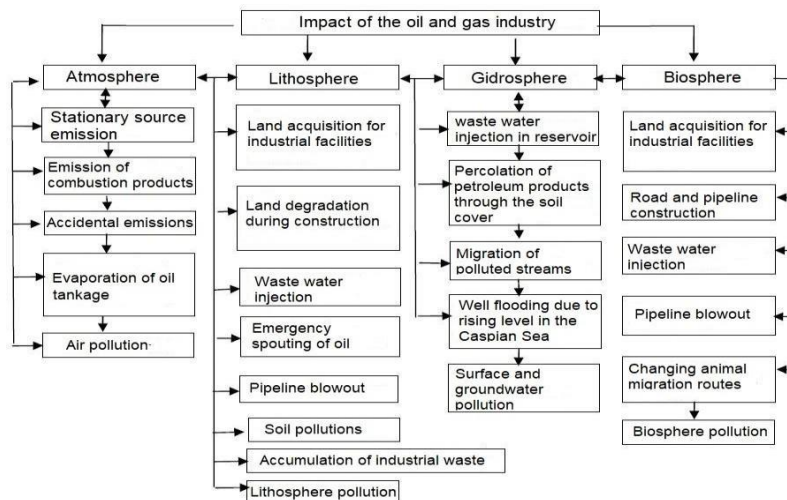 Impact of the oil and gas industry
Atmosphere
Lithosphere
Gidrosphere
Biosphere
Stationary source
emission
Emission of
combustion products
Accidental emissions
Evaporation of oil
tankage
Air pollution
Land acquisition for
industrial facilities
Land degradation
during construction
Waste water
injection
Emergency
spouting of oil
Pipeline blowout
Soil pollutions
Accumulation of industrial waste
Lithosphere pollution
waste water
injection in reservoir
Percolation of
petroleum products
through the soil
cover
Migration of
polluted streams
Well flooding due to
rising level in the
Caspian Sea
Surface and
groundwater
pollution
Land acquisition for
industrial facilities
Road and pipeline
construction
Waste water
injection
Pipeline blowout
Changing animal
migration routes
Biosphere pollution